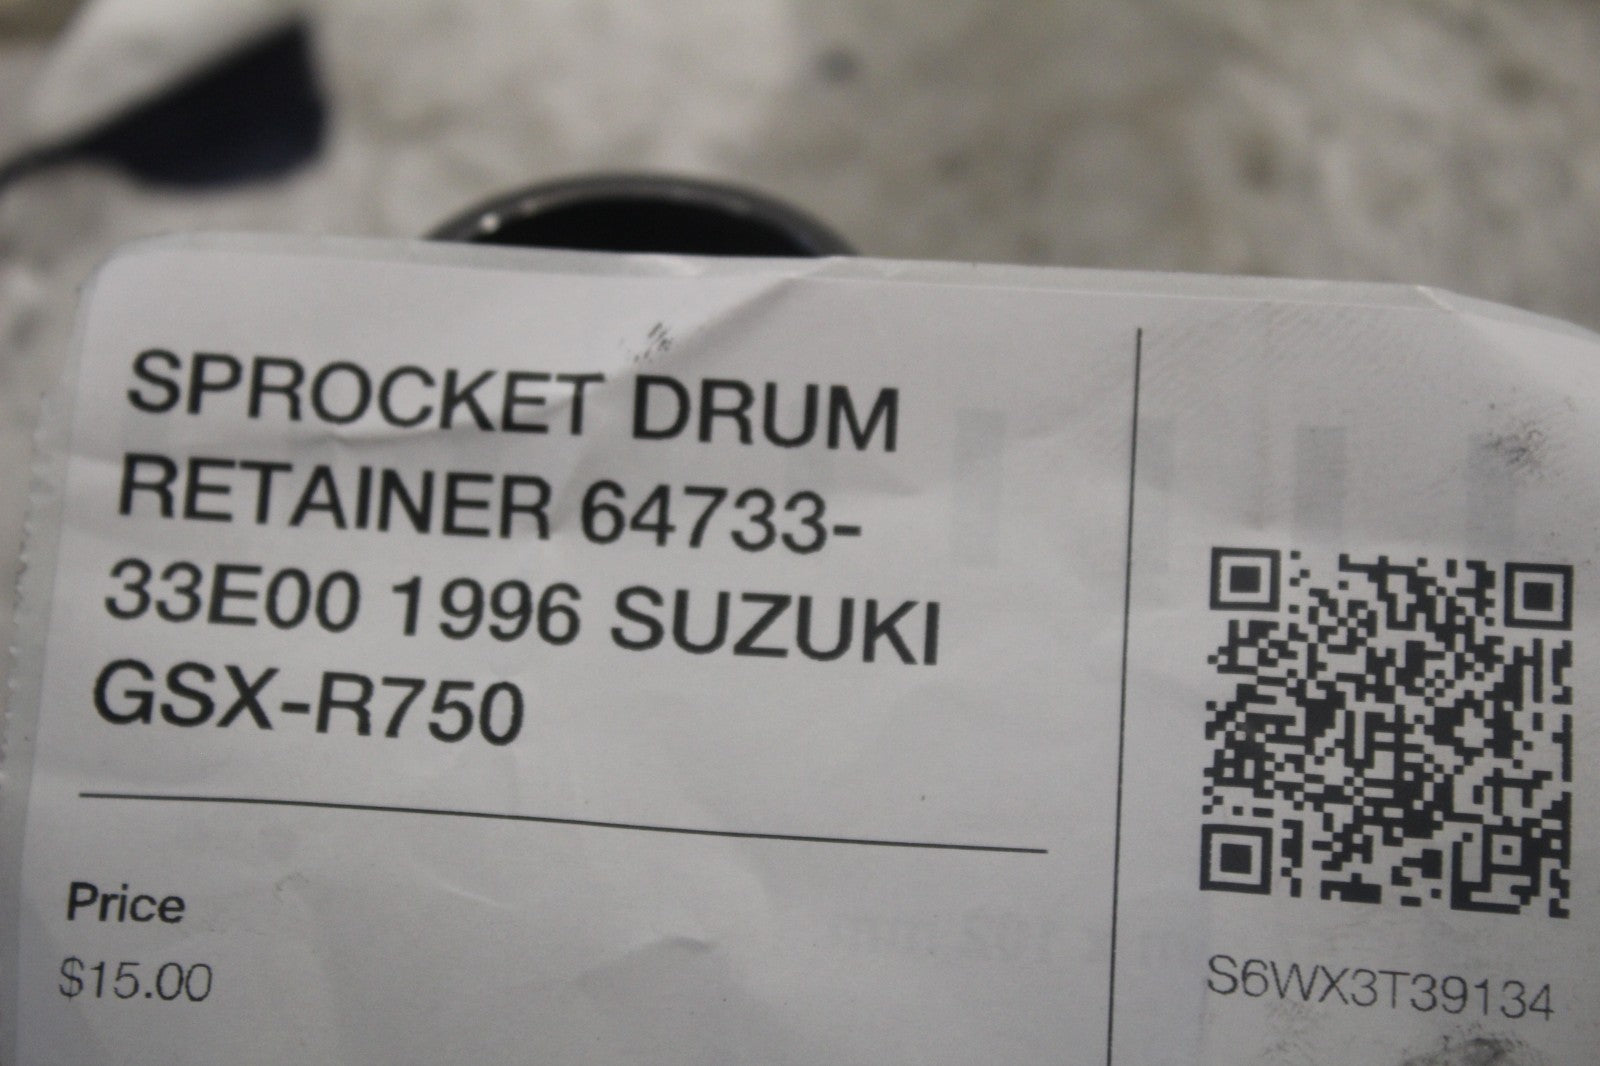 SPROCKET DRUM
RETAINER 64733-
33E00 1996 SUZUKI
GSX-R750
Price
$15.00
S6WX3T39134